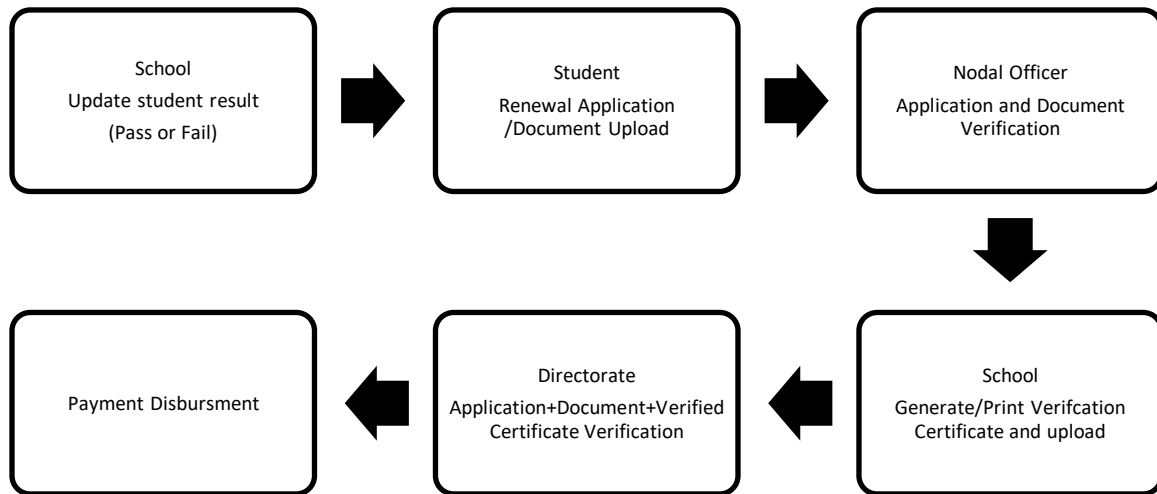 School
Update student result
(Pass or Fail)
Student
Renewal Application
/Document Upload
Nodal Officer
Application and Document
Verification
School
Generate/Print Verifcation
Certificate and upload
Directorate
Application+Document+Verified
Certificate Verification
Payment Disbursment